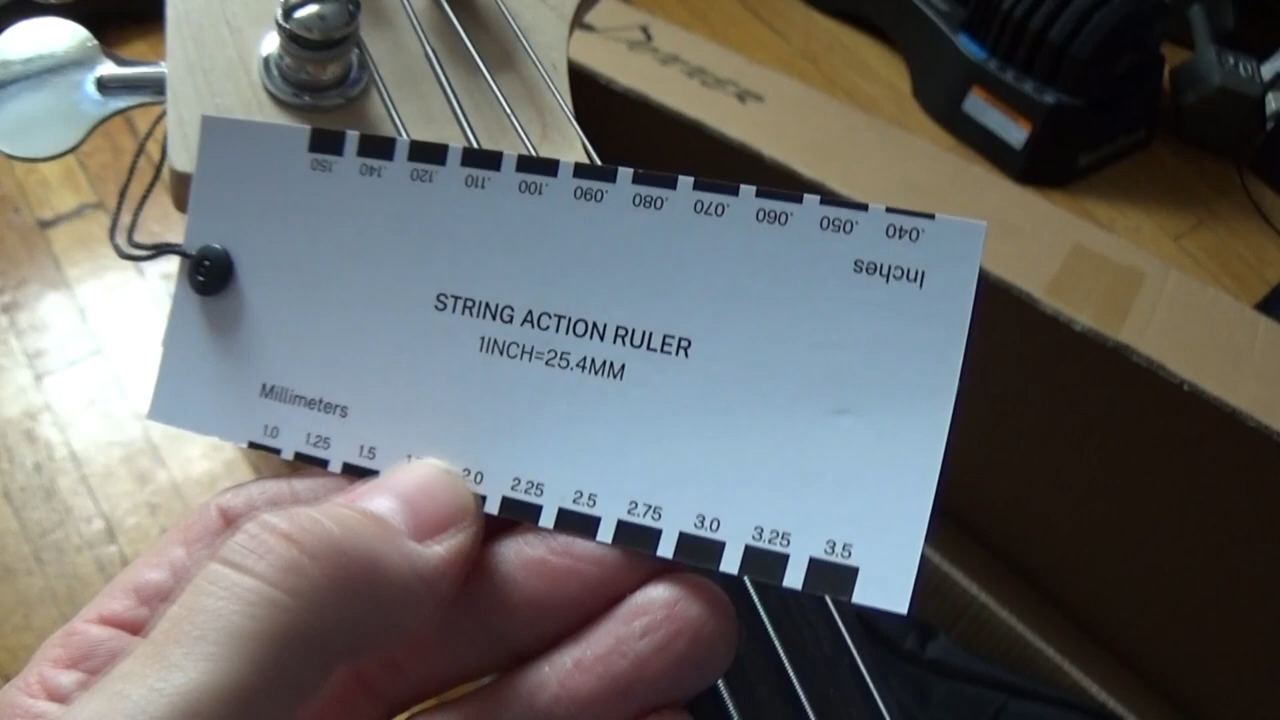 .150 .140 .120 .110 .100 .090 .080 .070 .060 .050 .040
Inches
STRING ACTION RULER
1INCH=25.4MM
Millimeters
1.0 1.25 1.5 2.0 2.25 2.5 2.75 3.0 3.25 3.5